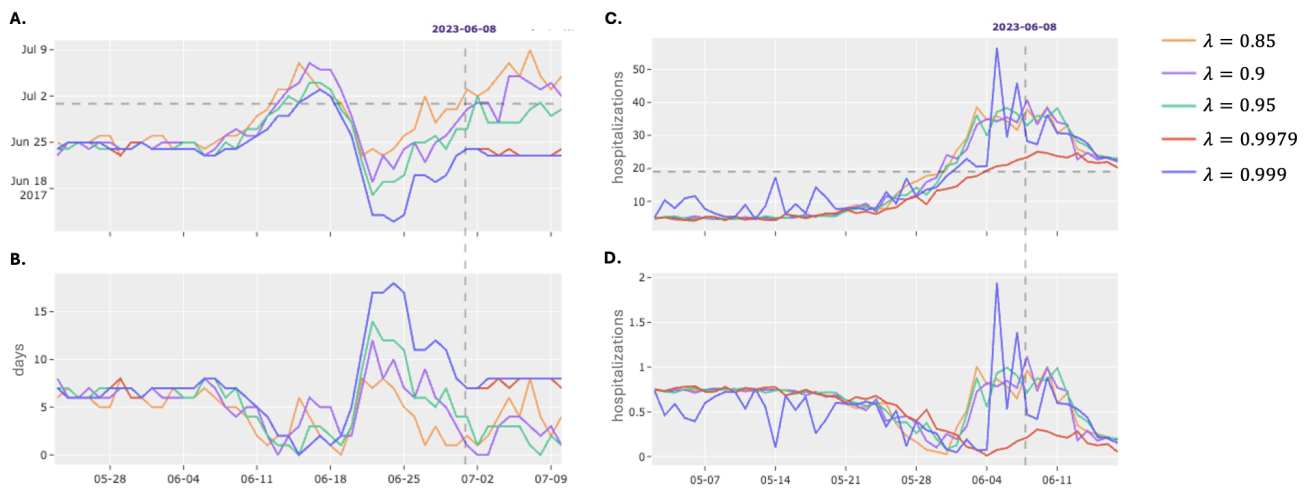 A.
2023-06-08
Jul 9
Jul 2
Jun 25
Jun 18
2017
B.
days
15
10
5
0
05-28
06-04
06-11
06-18
06-25
07-02
07-09
C.
2023-06-08
hospitalizations
50
40
30
20
10
D.
hospitalizations
2
1.5
1
0.5
0
05-07
05-14
05-21
05-28
06-04
06-11
λ = 0.85
λ = 0.9
λ = 0.95
λ = 0.9979
λ = 0.999